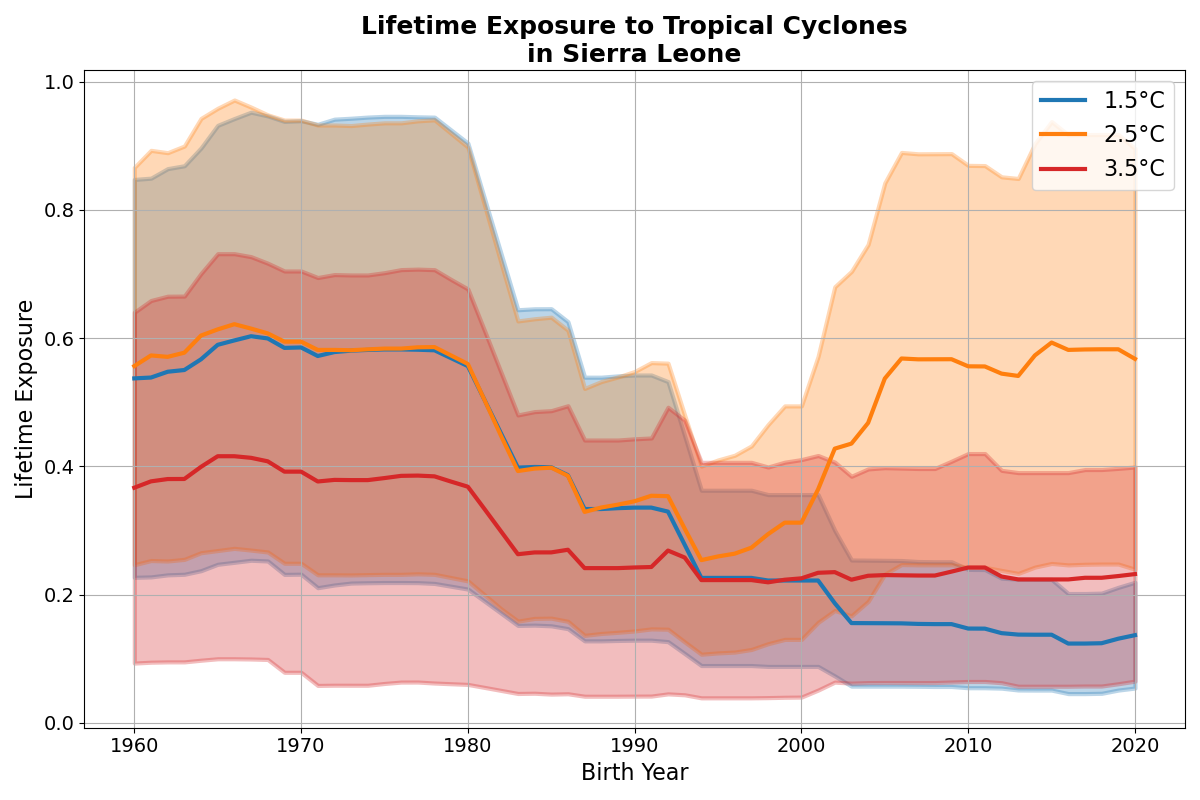 Lifetime Exposure to Tropical Cyclones
in Sierra Leone
1.5°C
2.5°C
3.5°C
Lifetime Exposure
1.0
0.8
0.6
0.4
0.2
0.0
1960
1970
1980
1990
2000
2010
2020
Birth Year